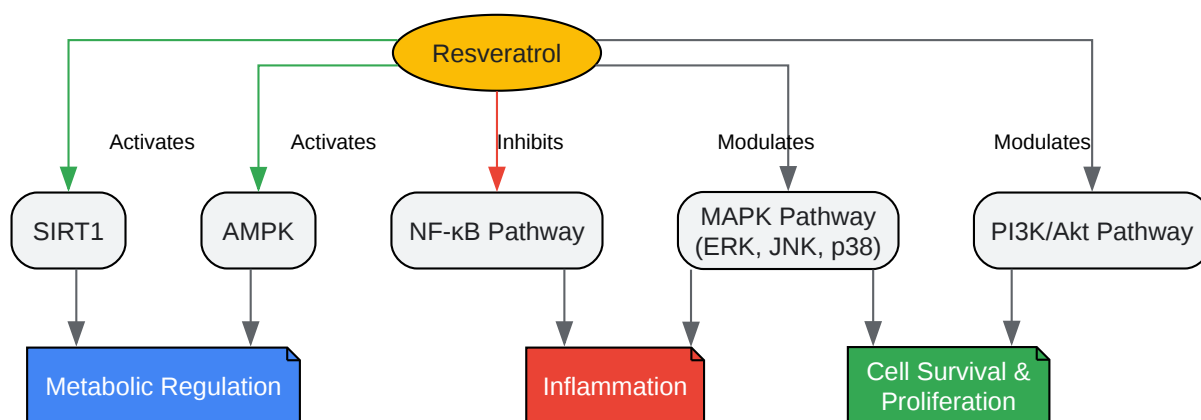 Resveratrol
Activates
Activates
Inhibits
Modulates
Modulates
SIRT1
AMPK
NF-κB Pathway
MAPK Pathway
(ERK, JNK, p38)
PI3K/Akt Pathway
Metabolic Regulation
Inflammation
Cell Survival &
Proliferation